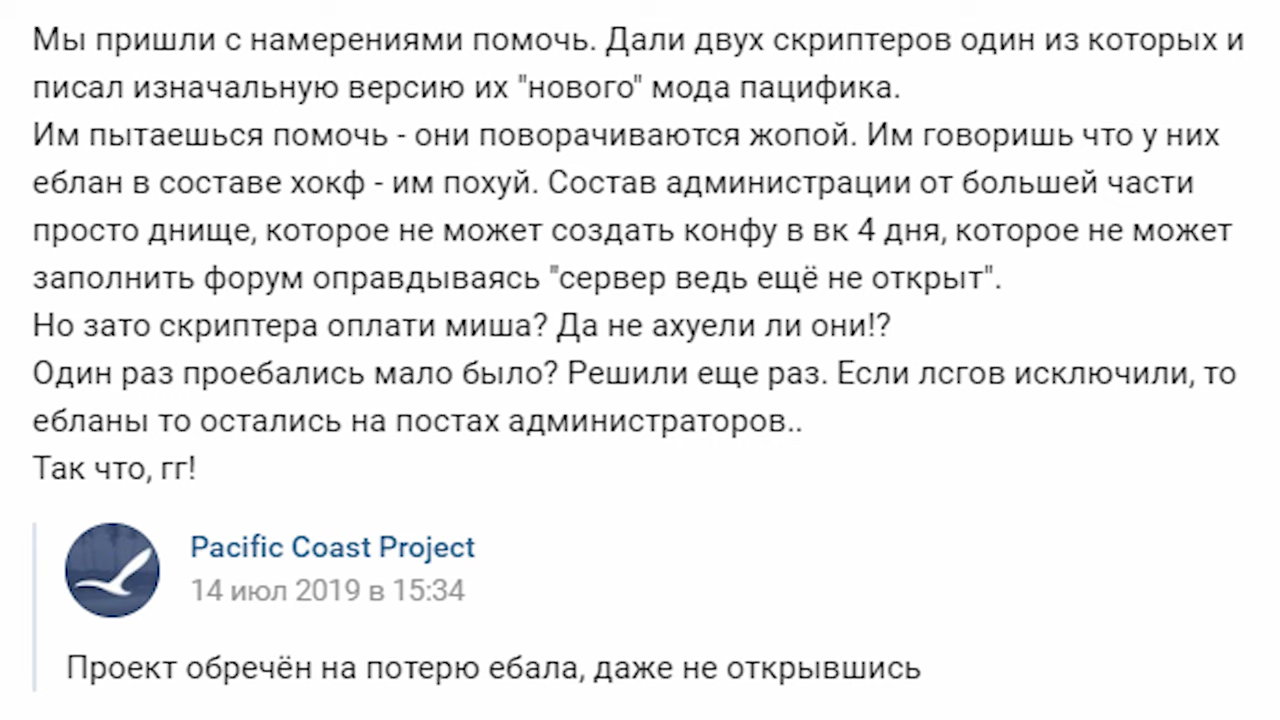 Мы пришли с намерениями помочь. Дали двух скриптеров один из которых и
писал изначальную версию их "нового" мода пацифика.
Им пытаешься помочь - они поворачиваются жопой. Им говоришь что у них
еблан в составе хокф - им похуй. Состав администрации от большей части
просто днище, которое не может создать конфу в вк 4 дня, которое не может
заполнить форум оправдываясь "сервер ведь ещё не открыт".
Но зато скриптера оплати миша? Да не ахуели ли они!?
Один раз проебались мало было? Решили еще раз. Если лсгов исключили, то
ебланы то остались на постах администраторов..
Так что, гг!
Pacific Coast Project
14 июл 2019 в 15:34
Проект обречён на потерю ебала, даже не открывшись